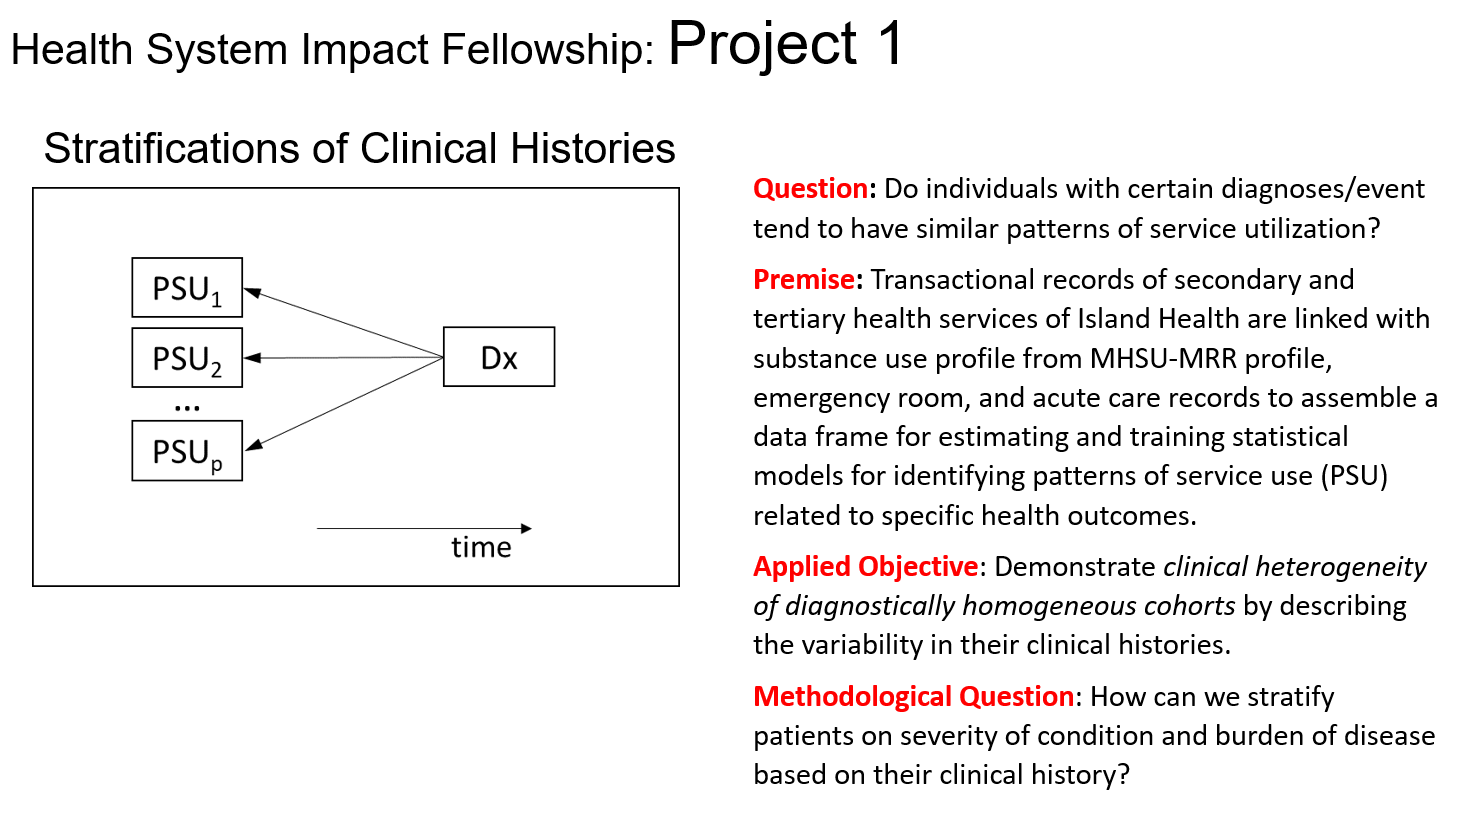 Health System Impact Fellowship: Project 1
Stratifications of Clinical Histories
PSU1
PSU2
...
PSUp
Dx
time
Question: Do individuals with certain diagnoses/event
tend to have similar patterns of service utilization?
Premise: Transactional records of secondary and
tertiary health services of Island Health are linked with
substance use profile from MHSU-MRR profile,
emergency room, and acute care records to assemble a
data frame for estimating and training statistical
models for identifying patterns of service use (PSU)
related to specific health outcomes.
Applied Objective: Demonstrate clinical heterogeneity
of diagnostically homogeneous cohorts by describing
the variability in their clinical histories.
Methodological Question: How can we stratify
patients on severity of condition and burden of disease
based on their clinical history?